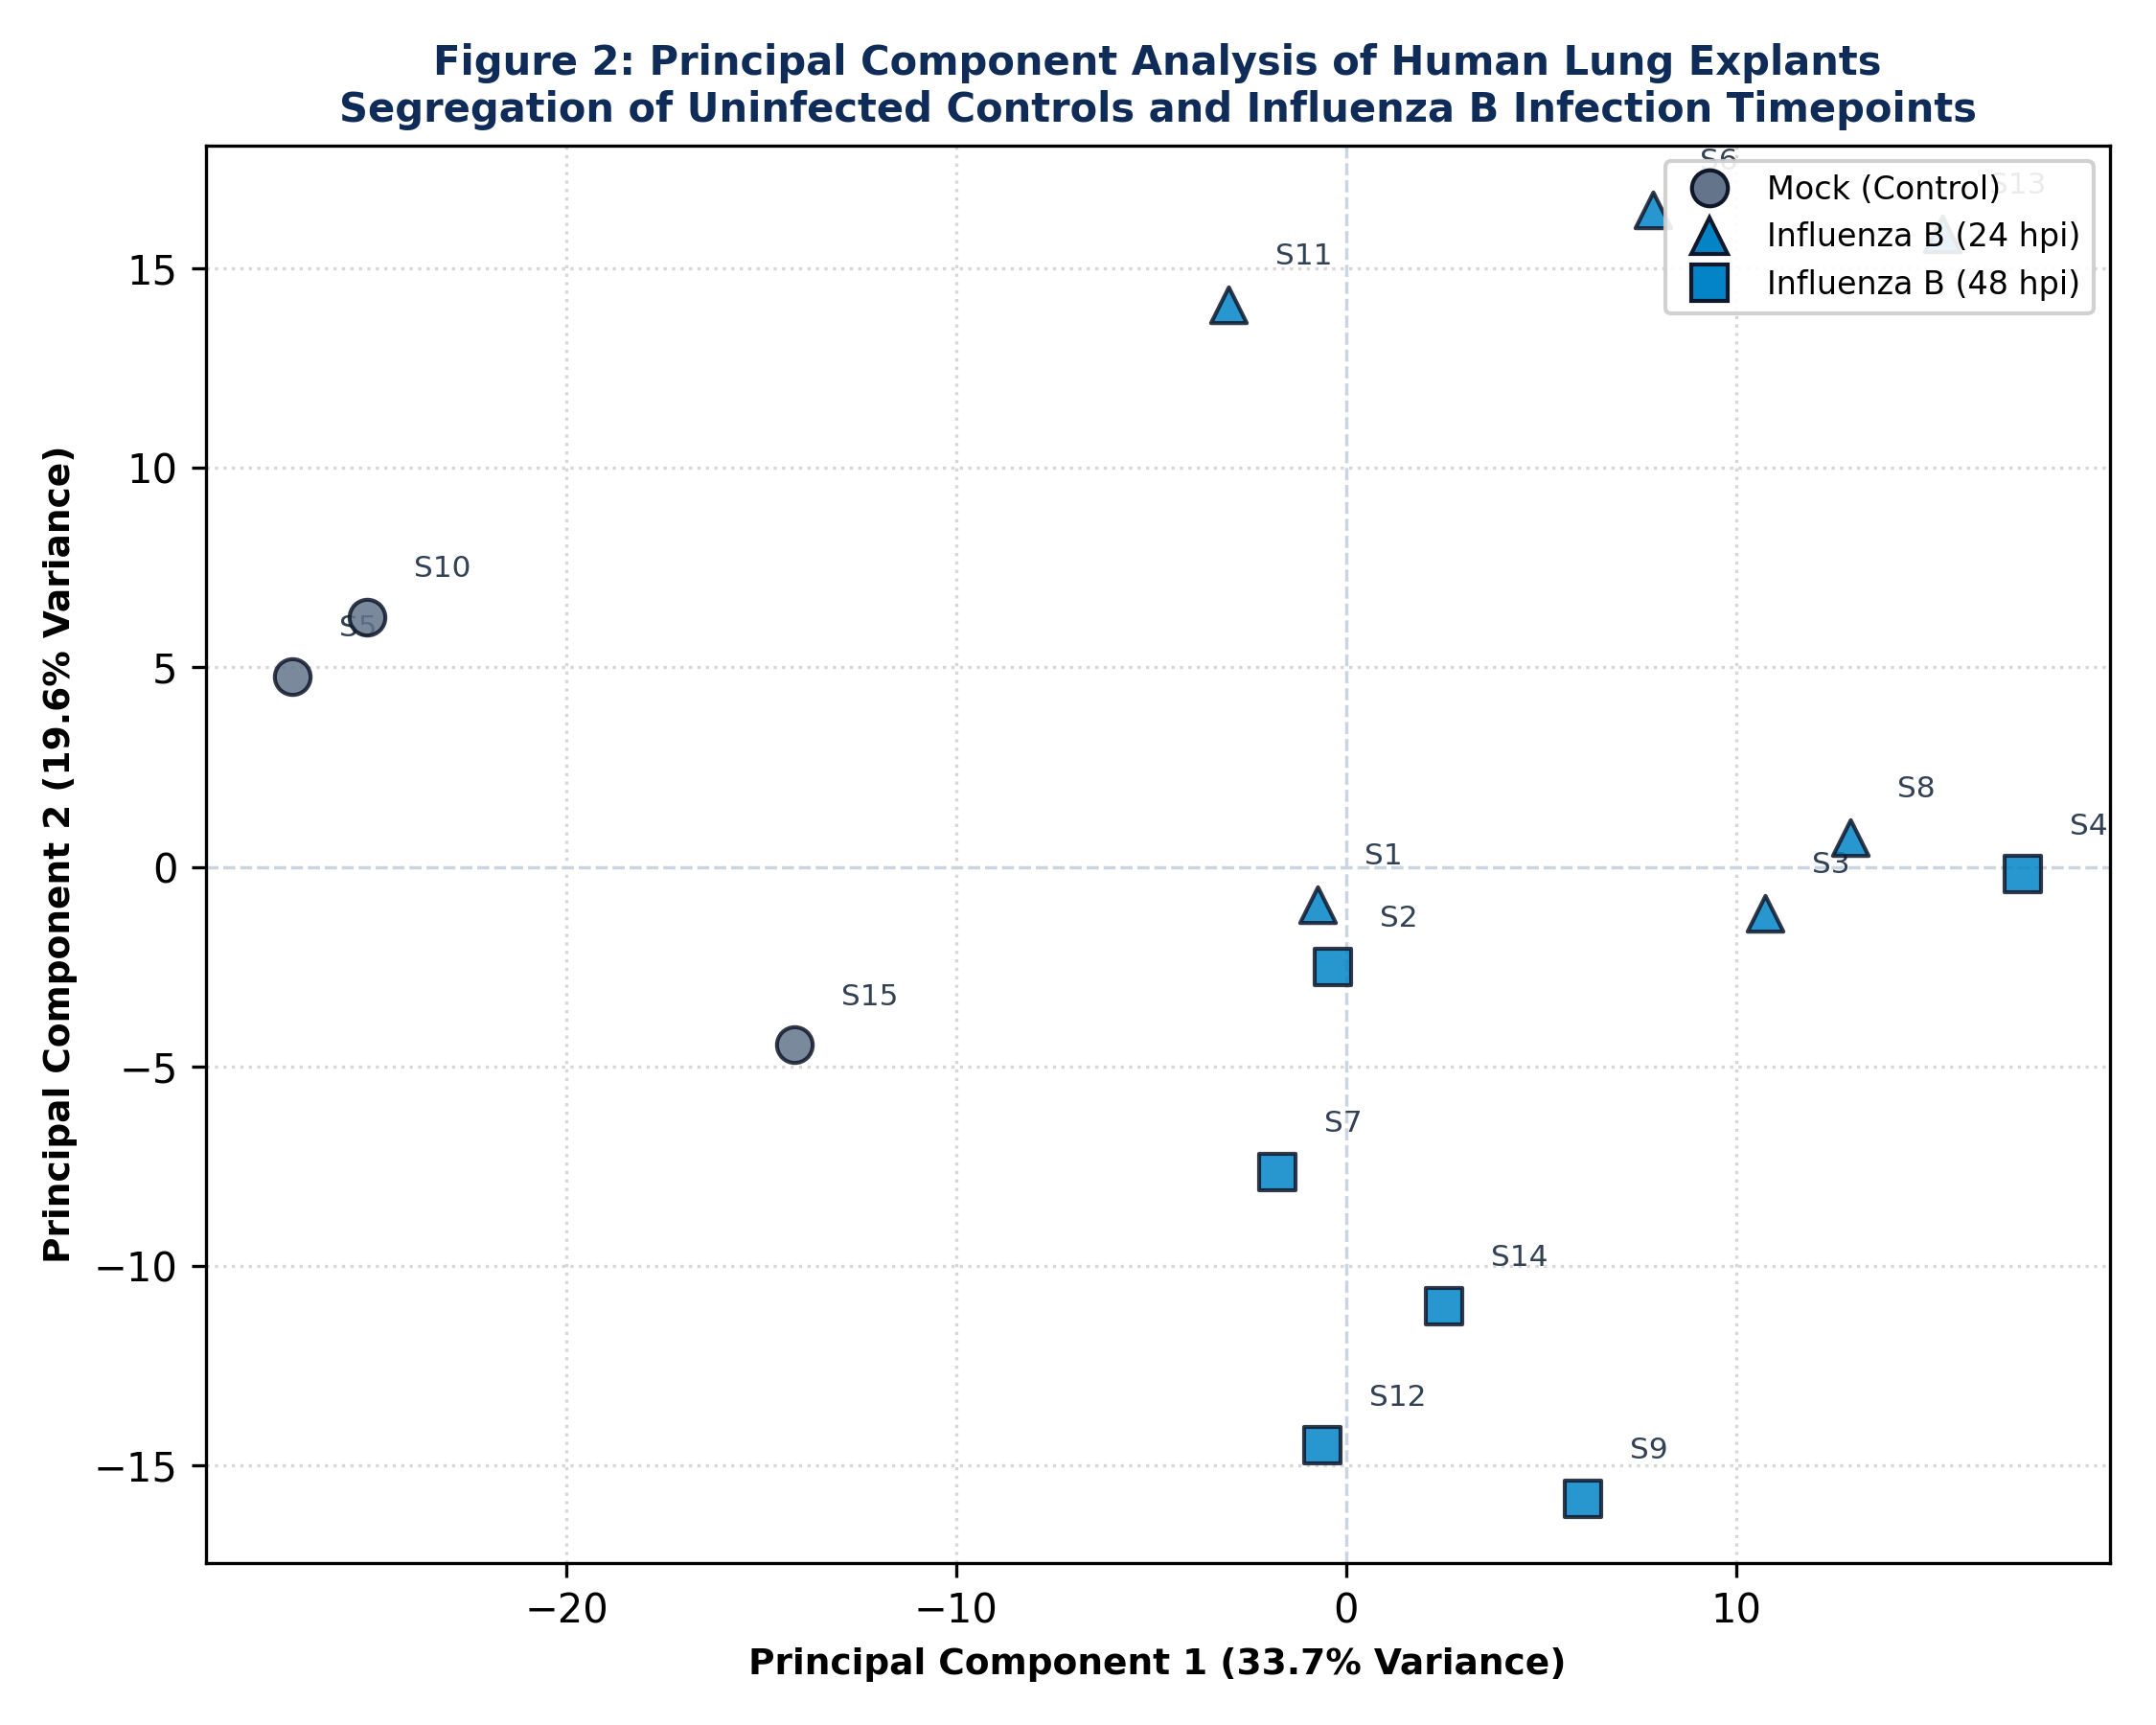 Figure 2: Principal Component Analysis of Human Lung Explants
Segregation of Uninfected Controls and Influenza B Infection Timepoints
S6
S13
Mock (Control)
Influenza B (24 hpi)
Influenza B (48 hpi)
S11
S10
S5
S8
S4
S1
S3
S2
S15
S7
S14
S12
S9
15
10
5
0
−5
−10
−15
Principal Component 2 (19.6% Variance)
−20
−10
0
10
Principal Component 1 (33.7% Variance)